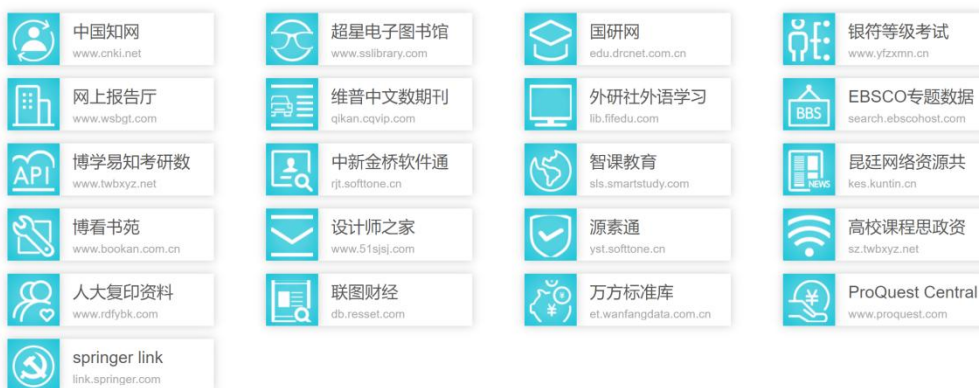 中国知网
www.cnki.net
超星电子图书馆
www.sslibrary.com
国研网
edu.drcnet.com.cn
银符等级考试
www.yfzxmn.cn
网上报告厅
www.wsbgt.com
维普中文数期刊
qikan.cqvip.com
外研社外语学习
lib.fifedu.com
BBS
EBSCO专题数据
search.ebscohost.com
API
博学易知考研数
www.twbxyz.net
中新金桥软件通
rjt.softtone.cn
智课教育
sls.smartstudy.com
NEWS
昆廷网络资源共
kes.kuntin.cn
博看书苑
www.bookan.com.cn
设计师之家
www.51sjsj.com
源素通
yst.softtone.cn
高校课程思政资
sz.twbxyz.net
人大复印资料
www.rdfybk.com
联图财经
db.resset.com
¥
万方标准库
et.wanfangdata.com.cn
¥
ProQuest Central
www.proquest.com
springer link
link.springer.com